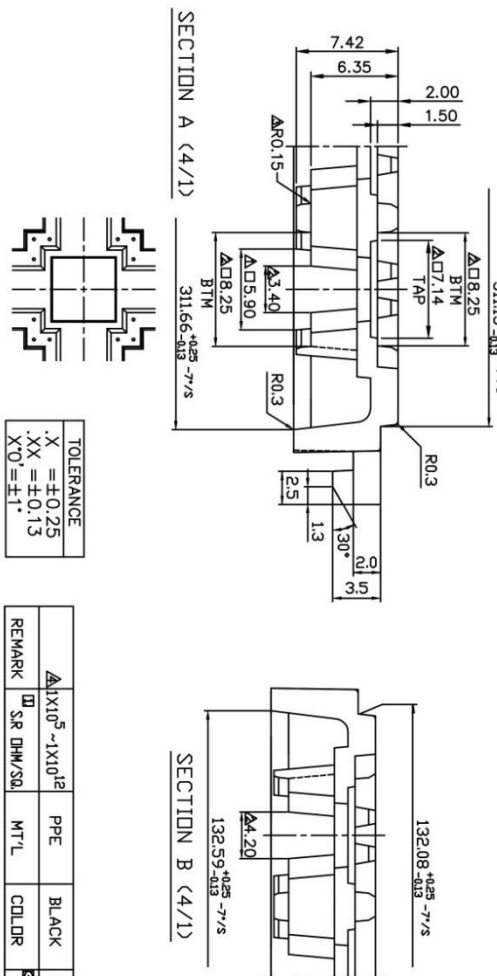 7.42
6.35
2.00
1.50
△R0.15
△□8.25
BTM
△□7.14
TAP
△3.40
△□5.90
△□8.25
BTM
311.66 +0.25 -0.13 -7°/S
R0.3
R0.3
2.5
1.3
30°
2.0
3.5
SECTION A (4/1)
132.08 +0.25 -0.13 -7°/S
△4.20
132.59 +0.25 -0.13 -7°/S
SECTION B (4/1)
TOLERANCE
.X =±0.25
.XX =±0.13
X°0'=±1°
1X10⁵ ~1X10¹² PPE BLACK
REMARK S.R OHM/SQ. MT'L COLOR